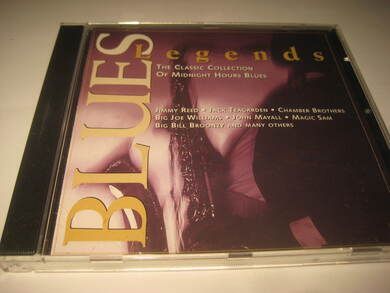 BLUES
Legends
THE CLASSIC COLLECTION
OF MIDNIGHT HOURS BLUES
JIMMY REED • JACK TEAGARDEN • CHAMBER BROTHERS
BIG JOE WILLIAMS • JOHN MAYALL • MAGIC SAM
BIG BILL BROONZY AND MANY OTHERS